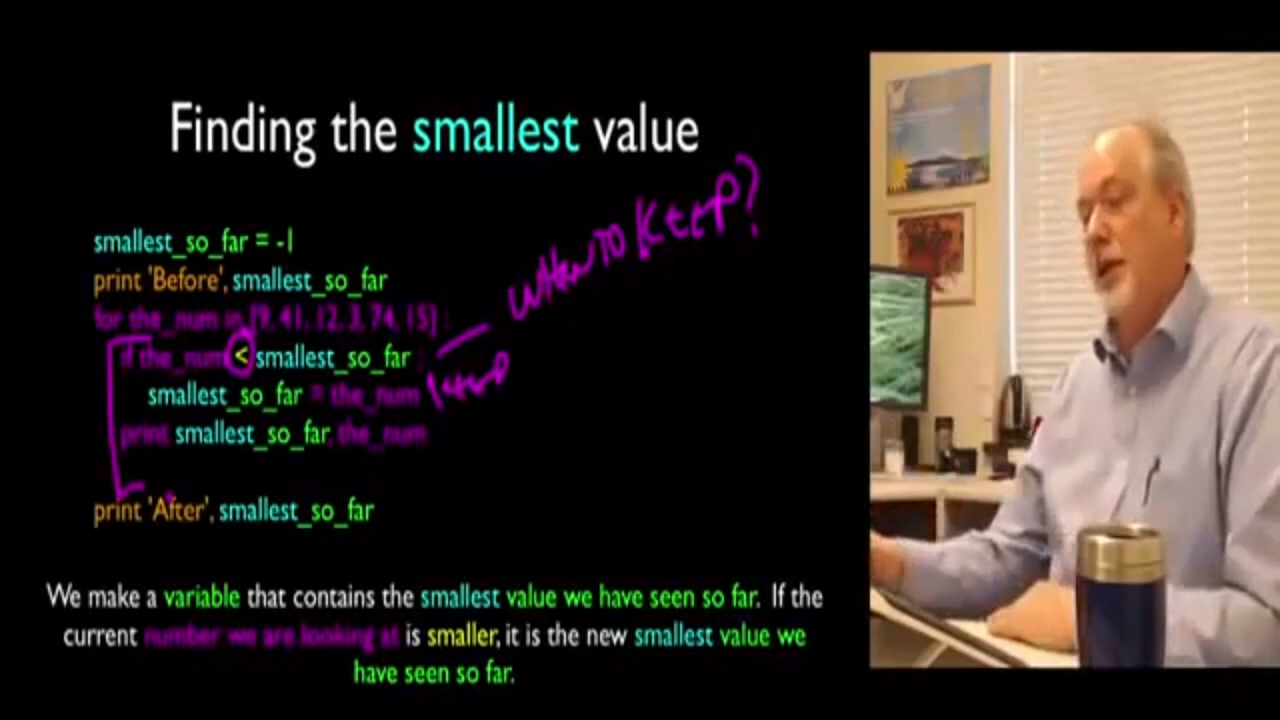 Finding the smallest value
smallest_so_far = -1
print 'Before', smallest_so_far
for the_num in [9, 41, 12, 3, 74, 15] :
if the_num < smallest_so_far :
smallest_so_far = the_num
print smallest_so_far, the_num
print 'After', smallest_so_far
WHEN TO KEEP?
We make a variable that contains the smallest value we have seen so far. If the
current number we are looking at is smaller, it is the new smallest value we
have seen so far.